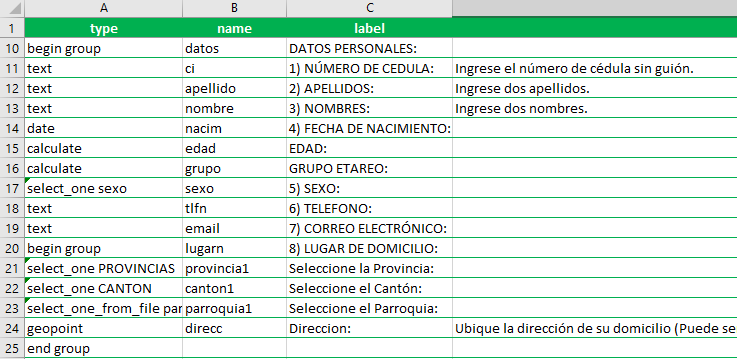 A B C
1 type name label
10 begin group datos DATOS PERSONALES:
11 text ci 1) NÚMERO DE CEDULA: Ingrese el número de cédula sin guión.
12 text apellido 2) APELLIDOS: Ingrese dos apellidos.
13 text nombre 3) NOMBRES: Ingrese dos nombres.
14 date nacim 4) FECHA DE NACIMIENTO:
15 calculate edad EDAD:
16 calculate grupo GRUPO ETAREO:
17 select_one sexo sexo 5) SEXO:
18 text tlfn 6) TELEFONO:
19 text email 7) CORREO ELECTRÓNICO:
20 begin group lugarn 8) LUGAR DE DOMICILIO:
21 select_one PROVINCIAS provincia1 Seleccione la Provincia:
22 select_one CANTON canton1 Seleccione el Cantón:
23 select_one_from_file par parroquia1 Seleccione el Parroquia:
24 geopoint direcc Direccion: Ubique la dirección de su domicilio (Puede se
25 end group